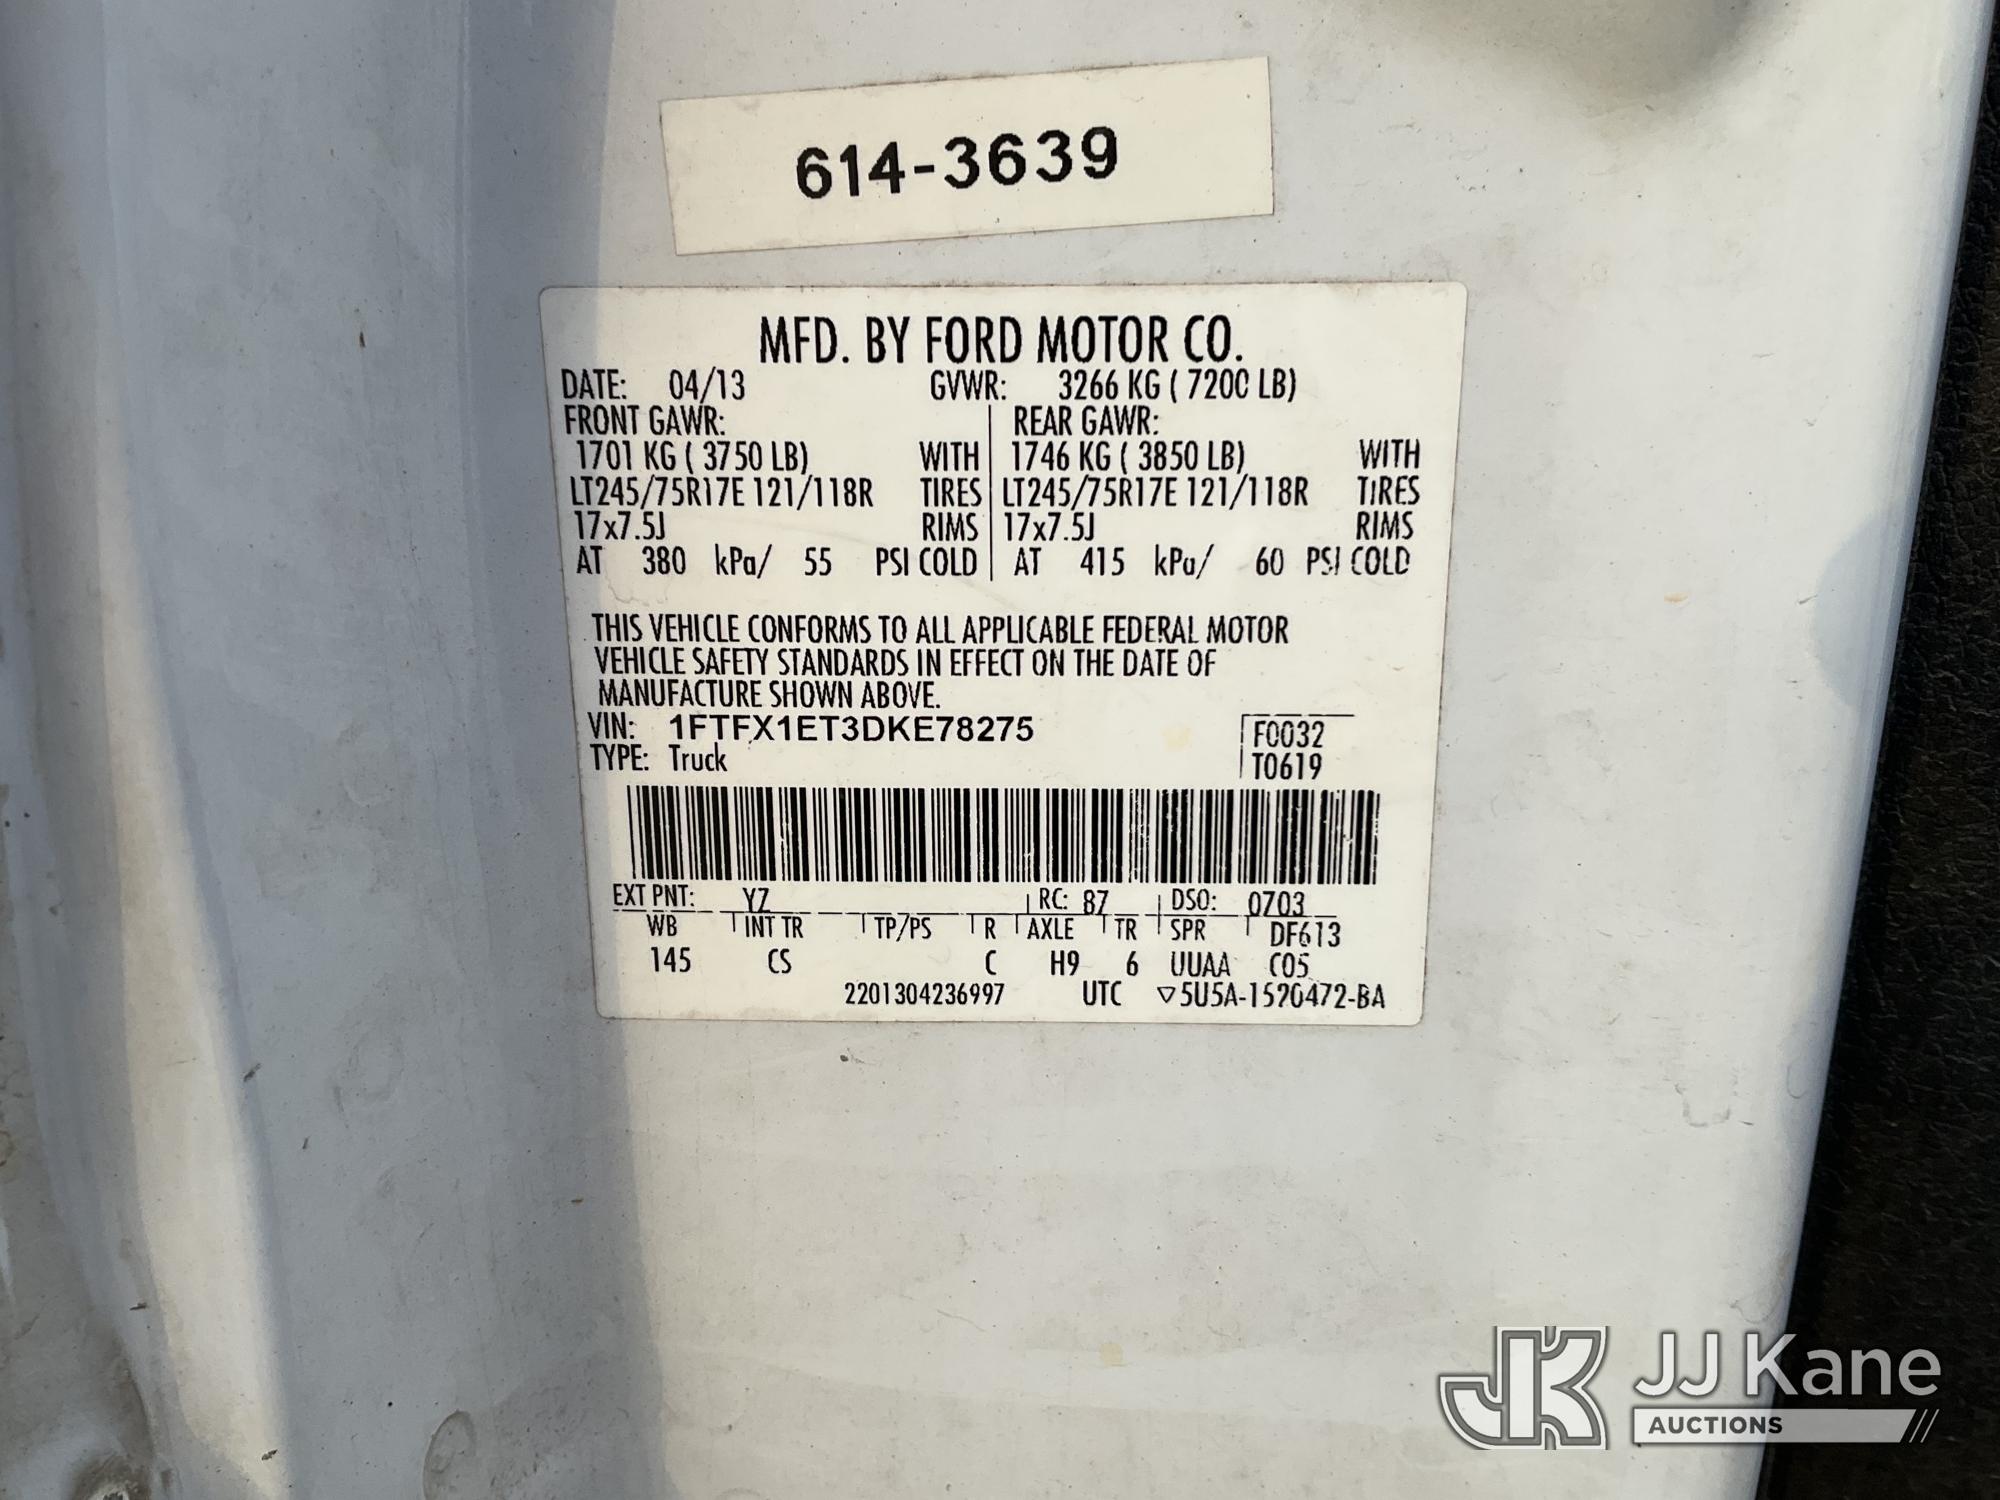 614-3639
MFD. BY FORD MOTOR CO.
DATE: 04/13 GVWR: 3266 KG ( 7200 LB)
FRONT GAWR: REAR GAWR:
1701 KG ( 3750 LB) WITH 1746 KG ( 3850 LB) WITH
LT245/75R17E 121/118R TIRES LT245/75R17E 121/118R TIRES
17x7.5J RIMS 17x7.5J RIMS
AT 380 kPa/ 55 PSI COLD AT 415 kPa/ 60 PSI COLD
THIS VEHICLE CONFORMS TO ALL APPLICABLE FEDERAL MOTOR
VEHICLE SAFETY STANDARDS IN EFFECT ON THE DATE OF
MANUFACTURE SHOWN ABOVE.
VIN: 1FTFX1ET3DKE78275 F0032
TYPE: Truck T0619
EXT PNT: YZ RC: 87 DSO: 0703
WB INT TR TP/PS R AXLE TR SPR DF613
145 CS C H9 6 UUAA C05
2201304236997 UTC ▽5U5A-1520472-BA
JK JJ Kane
AUCTIONS